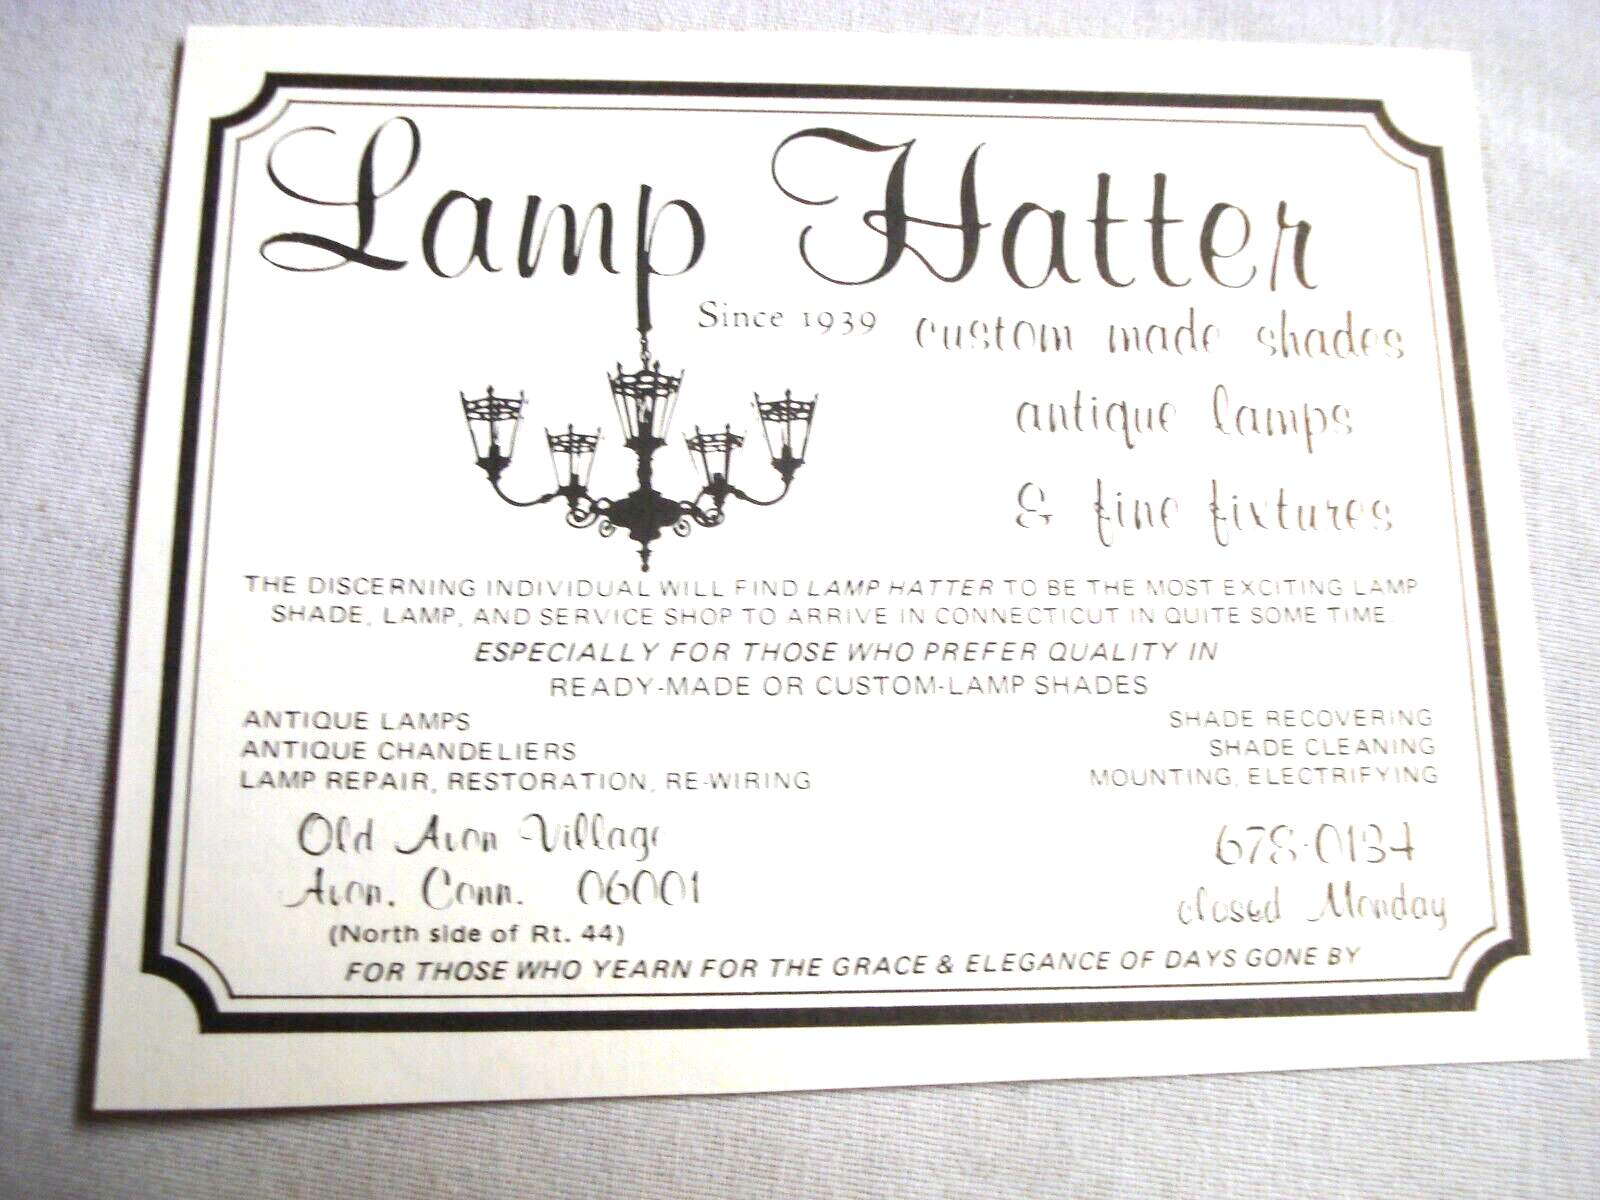 Lamp Hatter
Since 1939
custom made shades
antique lamps
& fine fixtures
THE DISCERNING INDIVIDUAL WILL FIND LAMP HATTER TO BE THE MOST EXCITING LAMP
SHADE, LAMP, AND SERVICE SHOP TO ARRIVE IN CONNECTICUT IN QUITE SOME TIME.
ESPECIALLY FOR THOSE WHO PREFER QUALITY IN
READY-MADE OR CUSTOM-LAMP SHADES
ANTIQUE LAMPS
ANTIQUE CHANDELIERS
LAMP REPAIR, RESTORATION, RE-WIRING
SHADE RECOVERING
SHADE CLEANING
MOUNTING, ELECTRIFYING
Old Avon Village
Avon, Conn. 06001
(North side of Rt. 44)
678-0134
closed Monday
FOR THOSE WHO YEARN FOR THE GRACE & ELEGANCE OF DAYS GONE BY